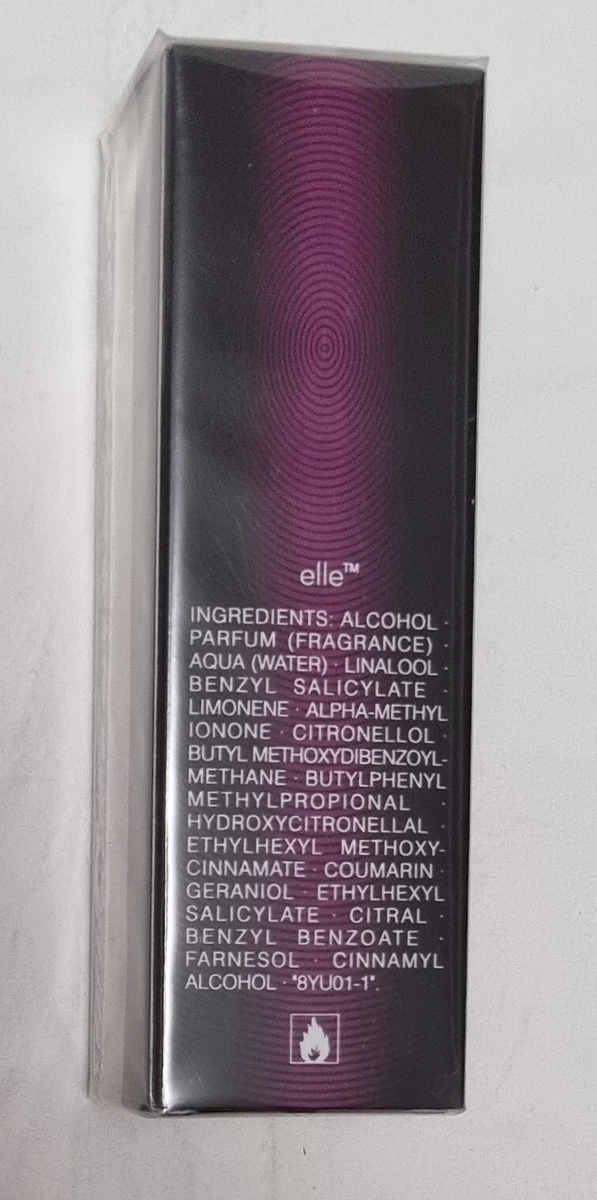 elle™
INGREDIENTS: ALCOHOL ·
PARFUM (FRAGRANCE) ·
AQUA (WATER) · LINALOOL ·
BENZYL SALICYLATE ·
LIMONENE · ALPHA-METHYL
IONONE · CITRONELLOL ·
BUTYL METHOXYDIBENZOYL-
METHANE · BUTYLPHENYL
METHYLPROPIONAL ·
HYDROXYCITRONELLAL ·
ETHYLHEXYL METHOXY-
CINNAMATE · COUMARIN ·
GERANIOL · ETHYLHEXYL
SALICYLATE · CITRAL ·
BENZYL BENZOATE ·
FARNESOL · CINNAMYL
ALCOHOL · "8YU01-1".